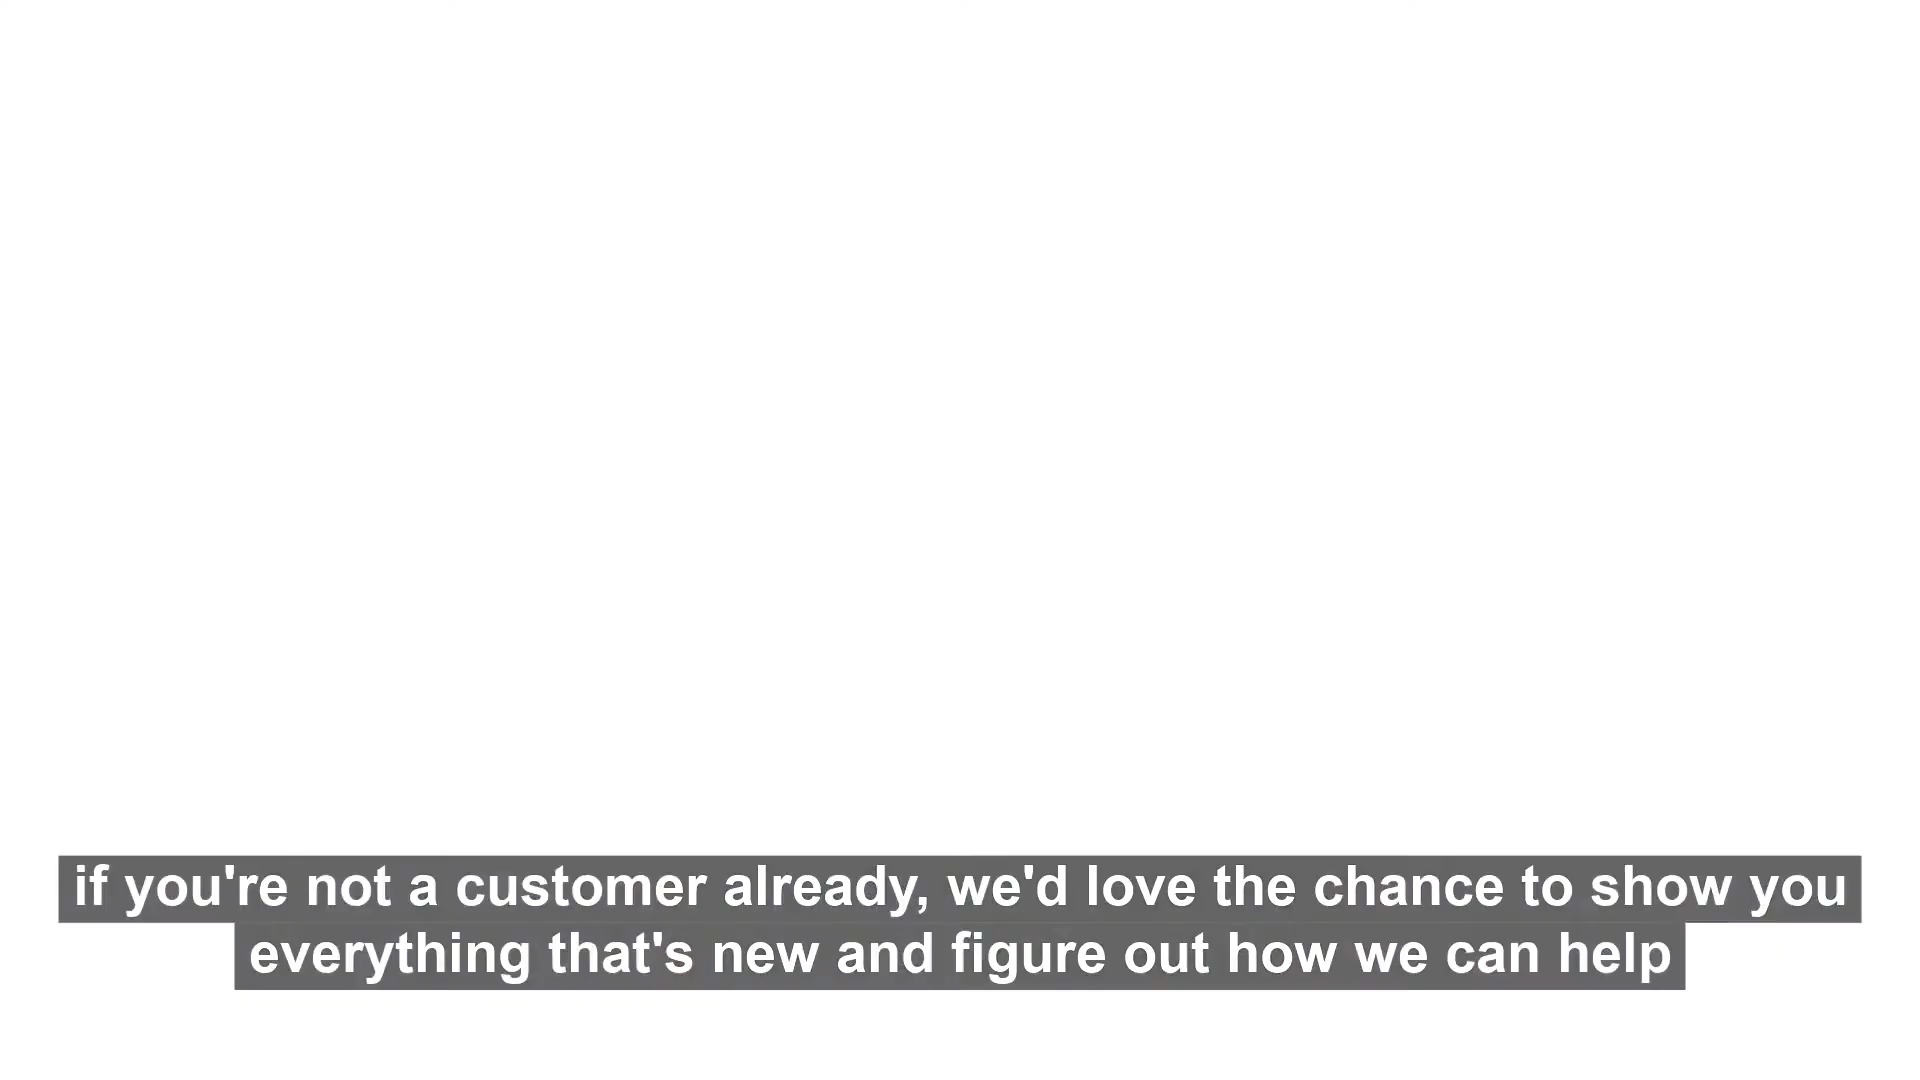 if you're not a customer already, we'd love the chance to show you
everything that's new and figure out how we can help